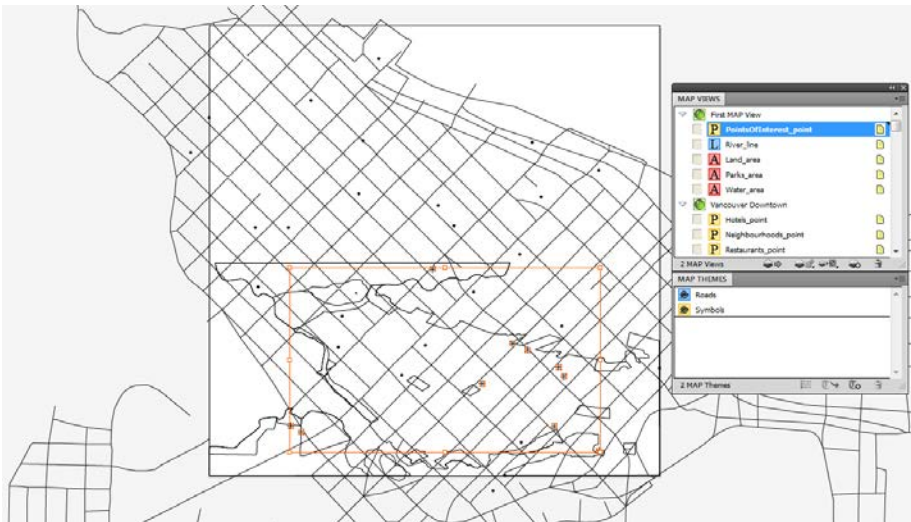 MAP VIEWS
First MAP View
P PointsOfInterest_point
L River_line
A Land_area
A Parks_area
A Water_area
Vancouver Downtown
P Hotels_point
P Neighbourhoods_point
P Restaurants_point
2 MAP Views
MAP THEMES
Roads
Symbols
2 MAP Themes